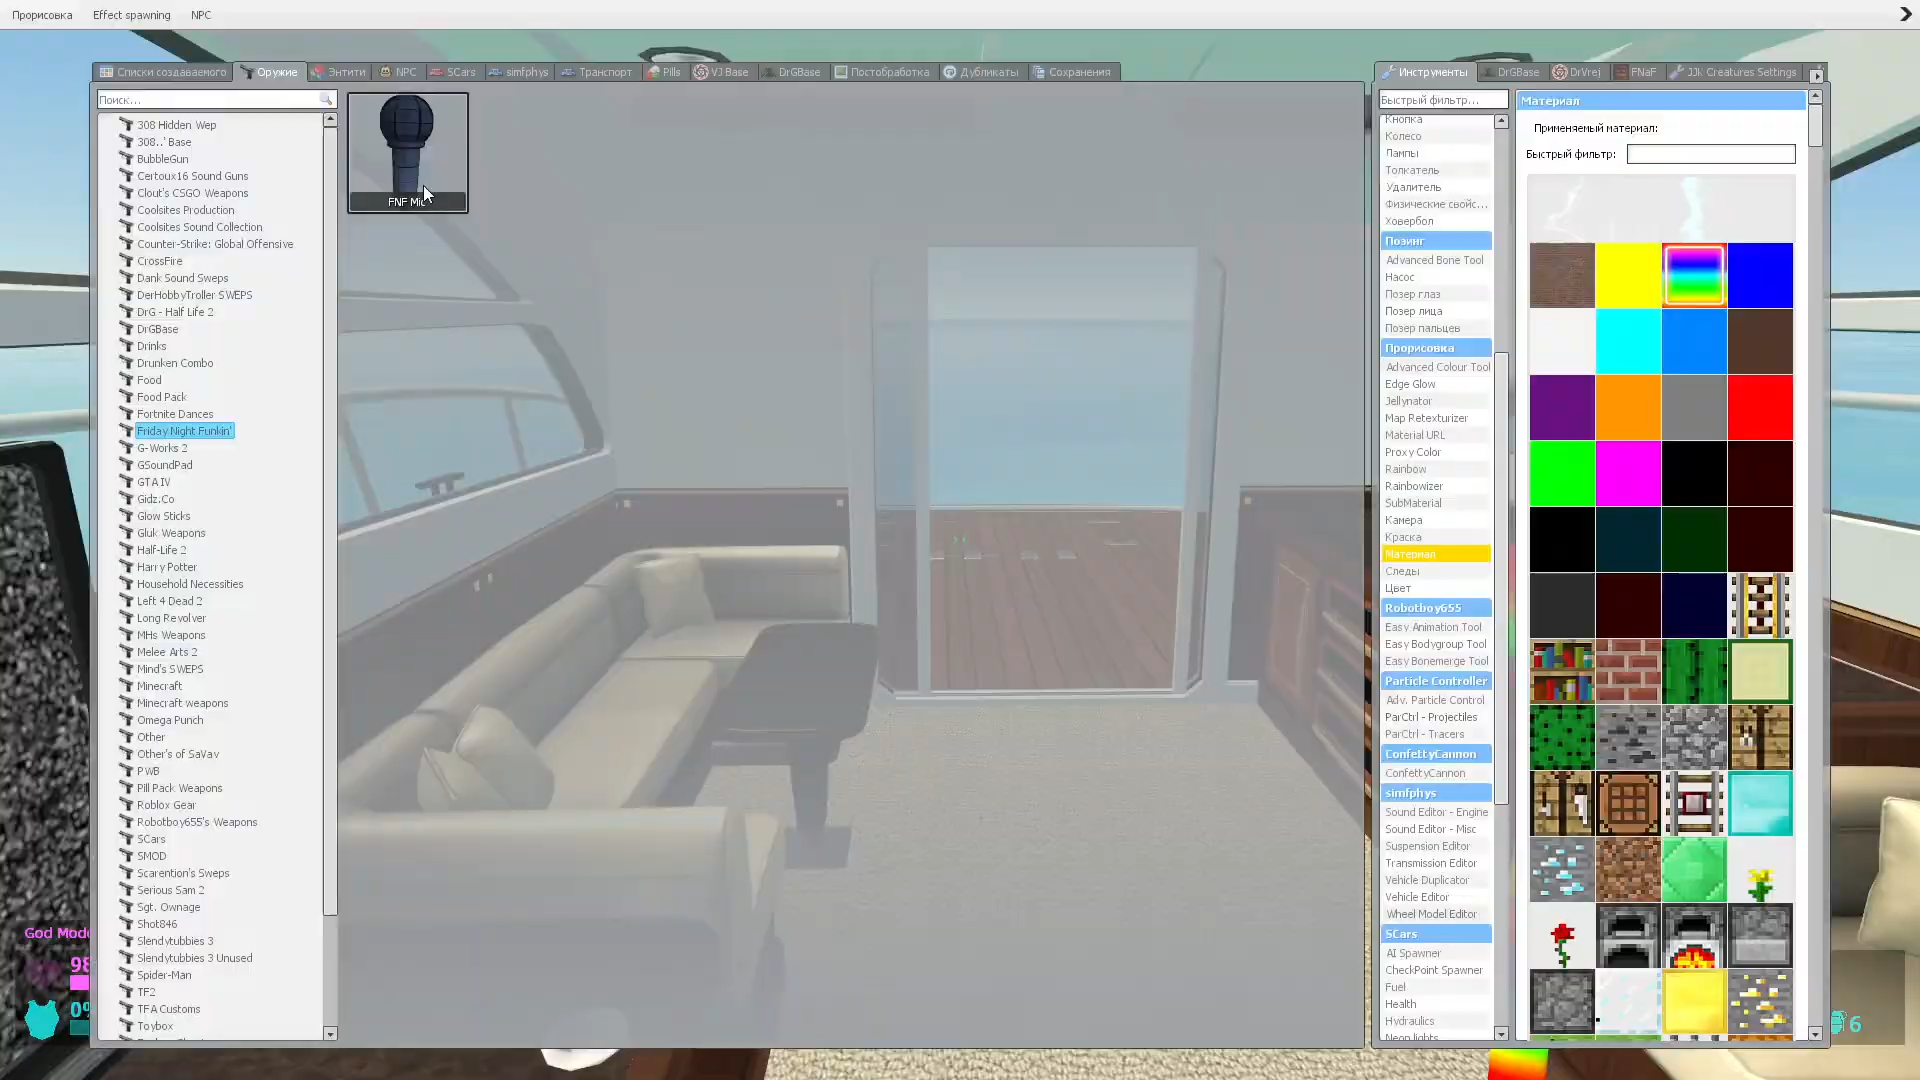 Прорисовка
Effect spawning
NPC
Списки создаваемого
Оружие
Энтити
NPC
SCars
simfphys
Транспорт
Pills
VJ Base
DrGBase
Постобработка
Дубликаты
Сохранения
Поиск...
308 Hidden Wep
308..' Base
BubbleGun
Certoux16 Sound Guns
Clout's CSGO Weapons
Coolsites Production
Coolsites Sound Collection
Counter-Strike: Global Offensive
CrossFire
Dank Sound Sweps
DerHobbyTroller SWEPS
DrG - Half Life 2
DrGBase
Drinks
Drunken Combo
Food
Food Pack
Fortnite Dances
Friday Night Funkin'
G-Works 2
GSoundPad
GTA IV
Gidz.Co
Glow Sticks
Gluk Weapons
Half-Life 2
Harry Potter
Household Necessities
Left 4 Dead 2
Long Revolver
MHs Weapons
Melee Arts 2
Mind's SWEPS
Minecraft
Minecraft weapons
Omega Punch
Other
Other's of SaVav
PWB
Pill Pack Weapons
Roblox Gear
Robotboy655's Weapons
SCars
SMOD
Scarention's Sweps
Serious Sam 2
Sgt. Ownage
Shot846
Slendytubbies 3
Slendytubbies 3 Unused
Spider-Man
TF2
TFA Customs
Toybox
FNF Mic
God Mode
98
0%
Инструменты
DrGBase
DrVrej
FNaF
JJk Creatures Settings
Быстрый фильтр...
Кнопка
Колесо
Лампы
Толкатель
Удалитель
Физические свойс...
Ховербол
Позинг
Advanced Bone Tool
Насос
Позер глаз
Позер лица
Позер пальцев
Прорисовка
Advanced Colour Tool
Edge Glow
Jellynator
Map Retexturizer
Material URL
Proxy Color
Rainbow
Rainbowizer
SubMaterial
Камера
Краска
Материал
Следы
Цвет
Robotboy655
Easy Animation Tool
Easy Bodygroup Tool
Easy Bonemerge Tool
Particle Controller
Adv. Particle Control
ParCtrl - Projectiles
ParCtrl - Tracers
ConfettyCannon
ConfettyCannon
simfphys
Sound Editor - Engine
Sound Editor - Misc
Suspension Editor
Transmission Editor
Vehicle Duplicator
Vehicle Editor
Wheel Model Editor
SCars
AI Spawner
CheckPoint Spawner
Fuel
Health
Hydraulics
Neon lights
Материал
Применяемый материал:
Быстрый фильтр:
6